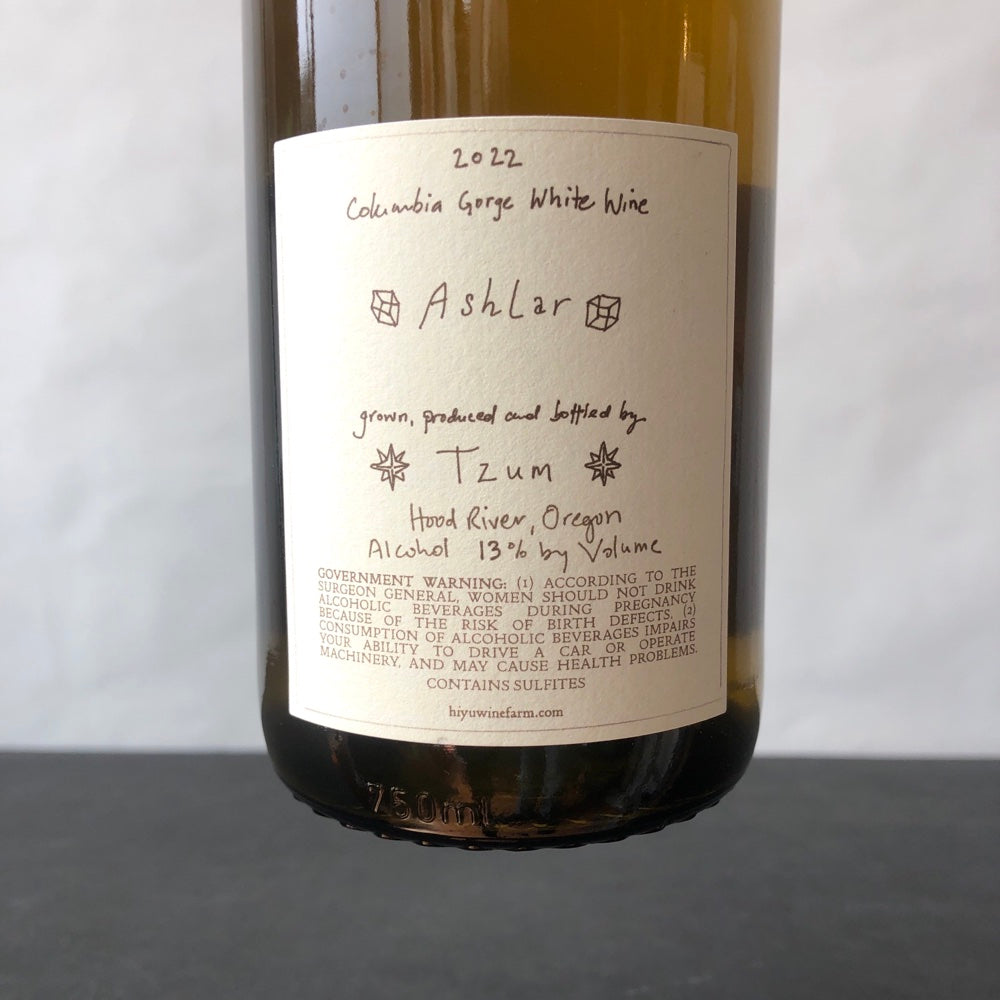 2022
Columbia Gorge White Wine
Ashlar
grown, produced and bottled by
Tzum
Hood River, Oregon
Alcohol 13% by Volume
GOVERNMENT WARNING: (1) ACCORDING TO THE
SURGEON GENERAL, WOMEN SHOULD NOT DRINK
ALCOHOLIC BEVERAGES DURING PREGNANCY
BECAUSE OF THE RISK OF BIRTH DEFECTS, (2)
CONSUMPTION OF ALCOHOLIC BEVERAGES IMPAIRS
YOUR ABILITY TO DRIVE A CAR OR OPERATE
MACHINERY, AND MAY CAUSE HEALTH PROBLEMS.
CONTAINS SULFITES
hiyuwinefarm.com
750ml